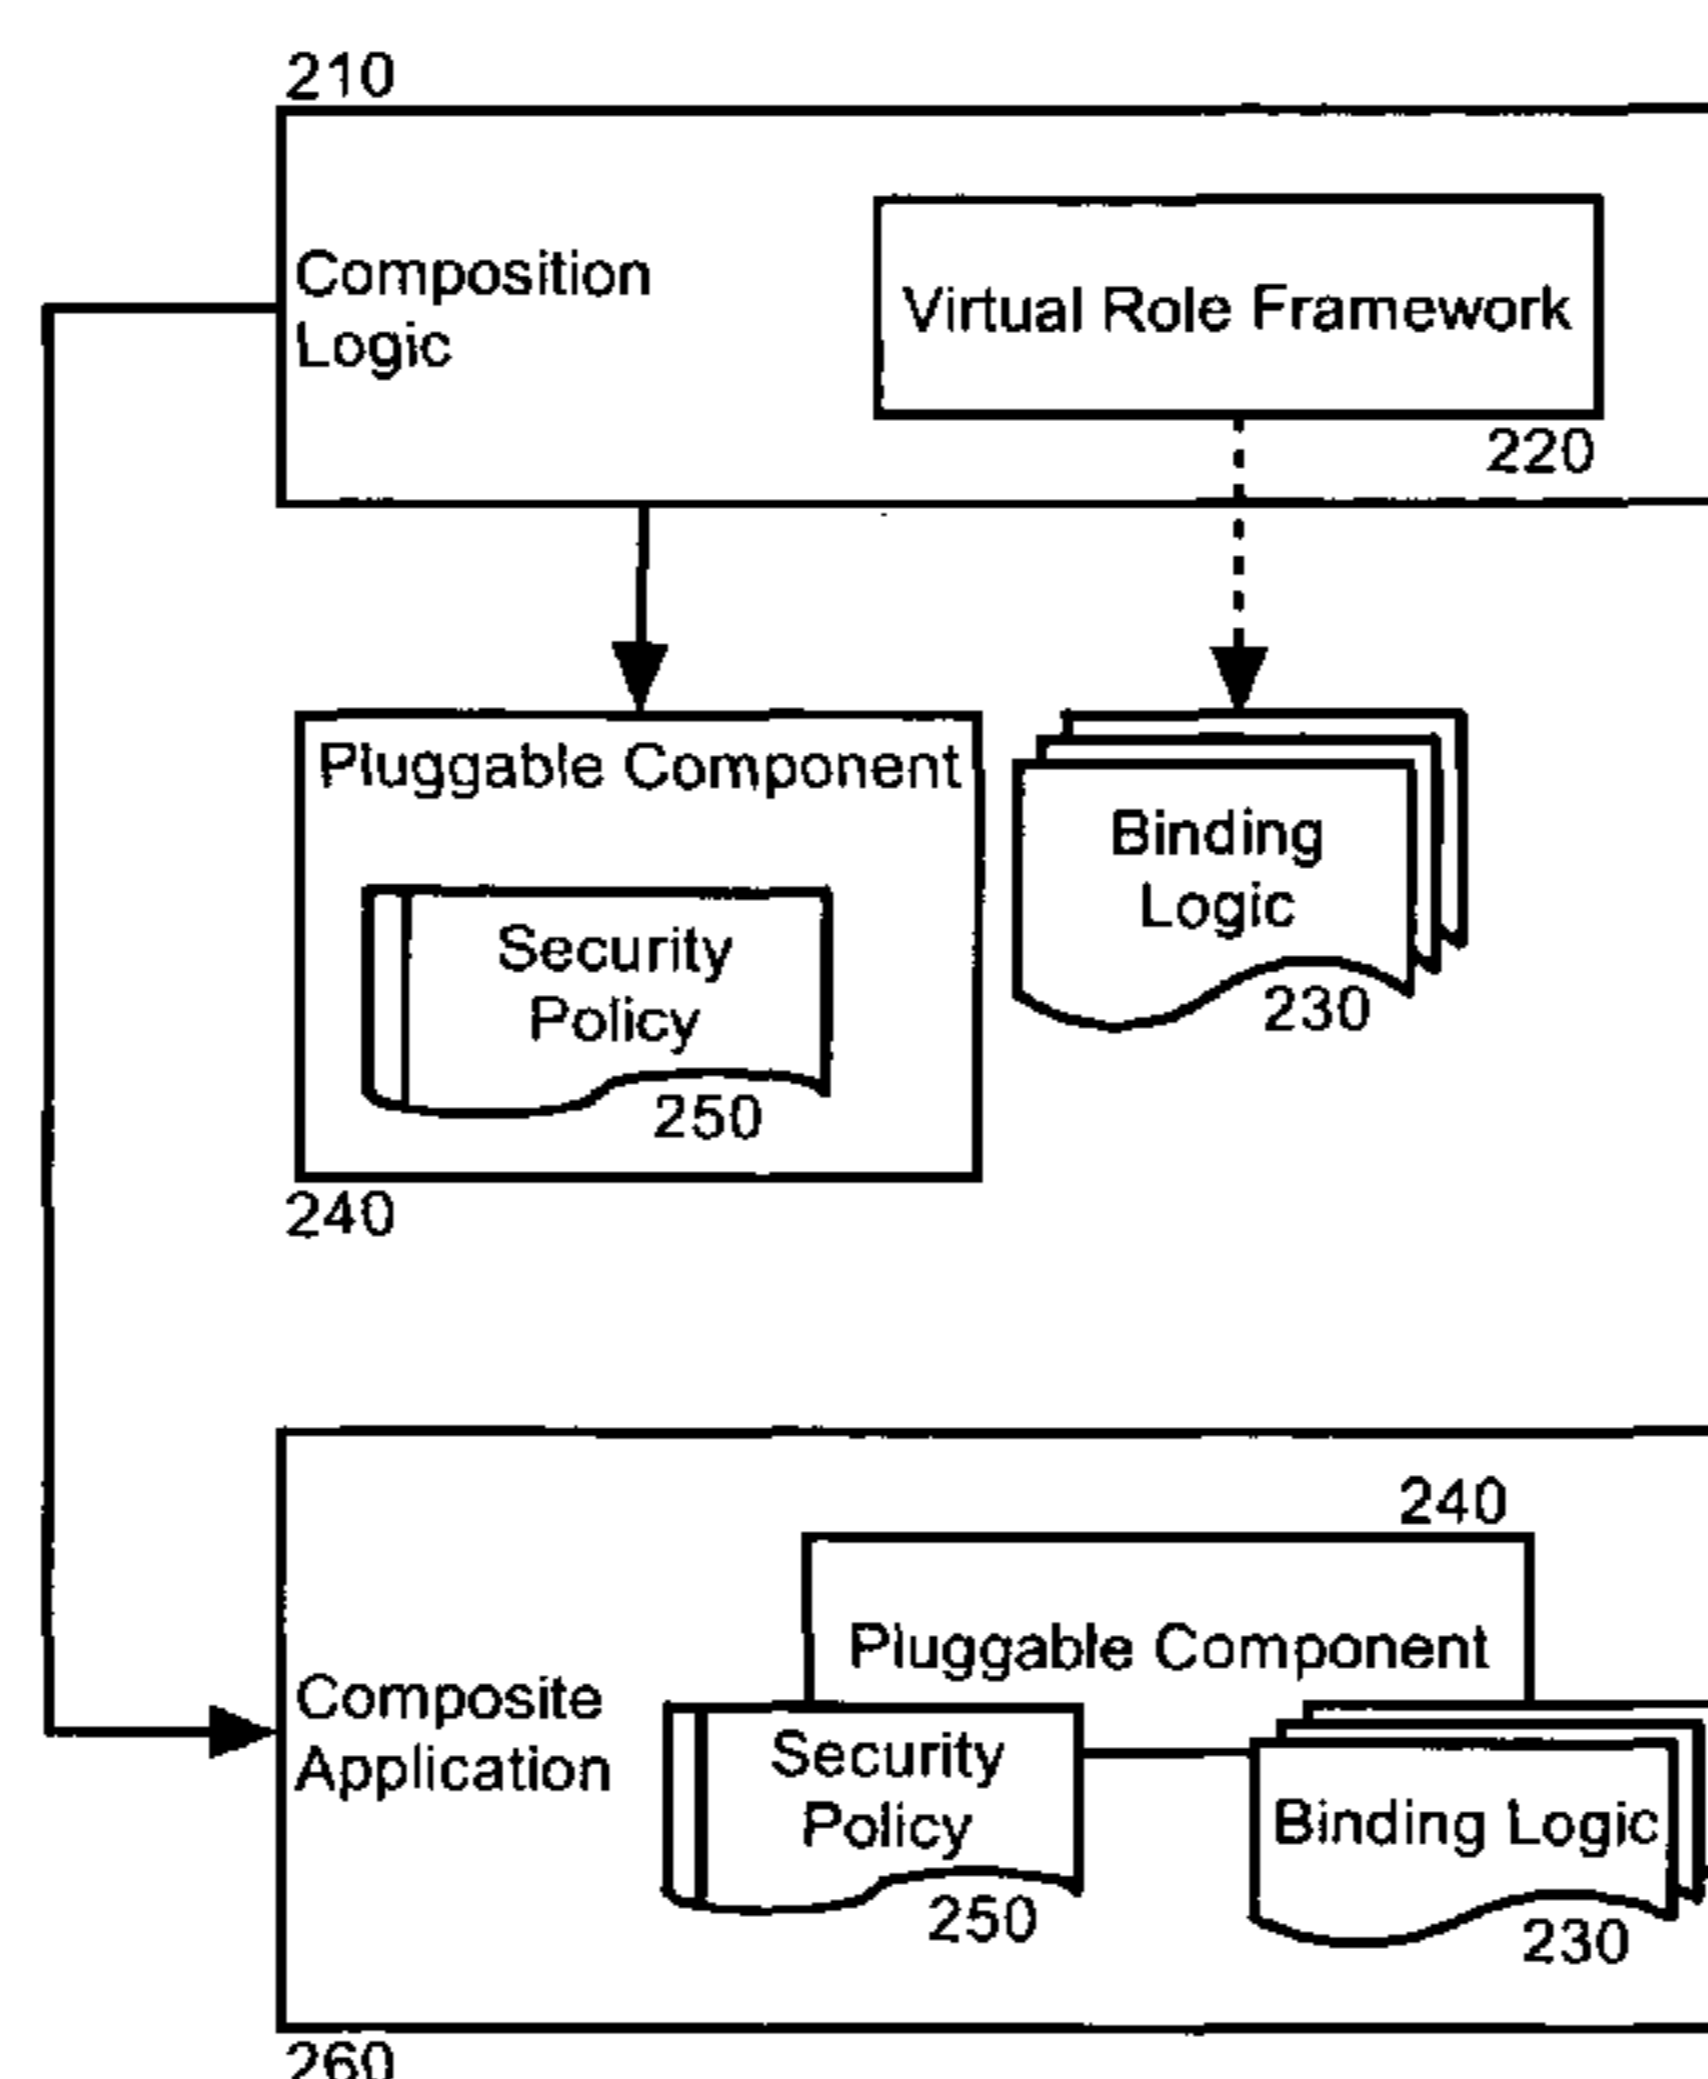 210
Composition
Logic
Virtual Role Framework
220
Pluggable Component
Security
Policy
250
240
Binding
Logic
230
240
Pluggable Component
Composite
Application
Security
Policy
250
Binding Logic
230
260